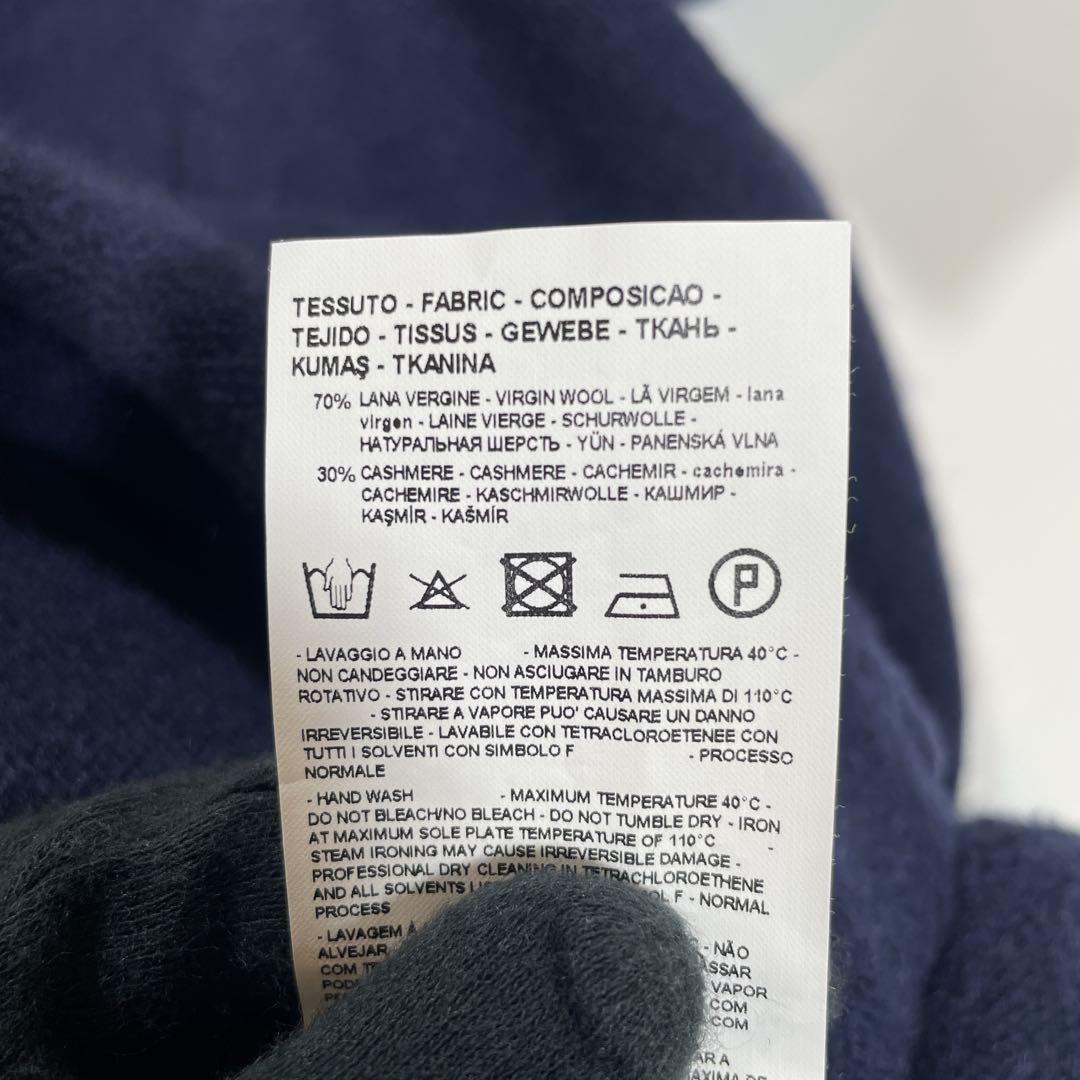 TESSUTO - FABRIC - COMPOSICAO -
TEJIDO - TISSUS - GEWEBE - ТКАНЬ -
KUMAŞ - TKANINA
70% LANA VERGINE - VIRGIN WOOL - LÃ VIRGEM - lana
virgen - LAINE VIERGE - SCHURWOLLE -
НАТУРАЛЬНАЯ ШЕРСТЬ - YÜN - PANENSKÁ VLNA
30% CASHMERE - CASHMERE - CACHEMIR - cachemira -
CACHEMIRE - KASCHMIRWOLLE - КАШМИР -
KAŞMİR - KAŠMÍR
P
- LAVAGGIO A MANO - MASSIMA TEMPERATURA 40°C -
NON CANDEGGIARE - NON ASCIUGARE IN TAMBURO
ROTATIVO - STIRARE CON TEMPERATURA MASSIMA DI 110°C
- STIRARE A VAPORE PUO' CAUSARE UN DANNO
IRREVERSIBILE - LAVABILE CON TETRACLOROETENEE CON
TUTTI I SOLVENTI CON SIMBOLO F - PROCESSO
NORMALE
- HAND WASH - MAXIMUM TEMPERATURE 40°C -
DO NOT BLEACH/NO BLEACH - DO NOT TUMBLE DRY - IRON
AT MAXIMUM SOLE PLATE TEMPERATURE OF 110°C -
STEAM IRONING MAY CAUSE IRREVERSIBLE DAMAGE -
PROFESSIONAL DRY CLEANING IN TETRACHLOROETHENE
AND ALL SOLVENTS F - NORMAL
PROCESS
- LAVAGEM - NÃO
ALVEJAR
COM VAPOR
COM
COM